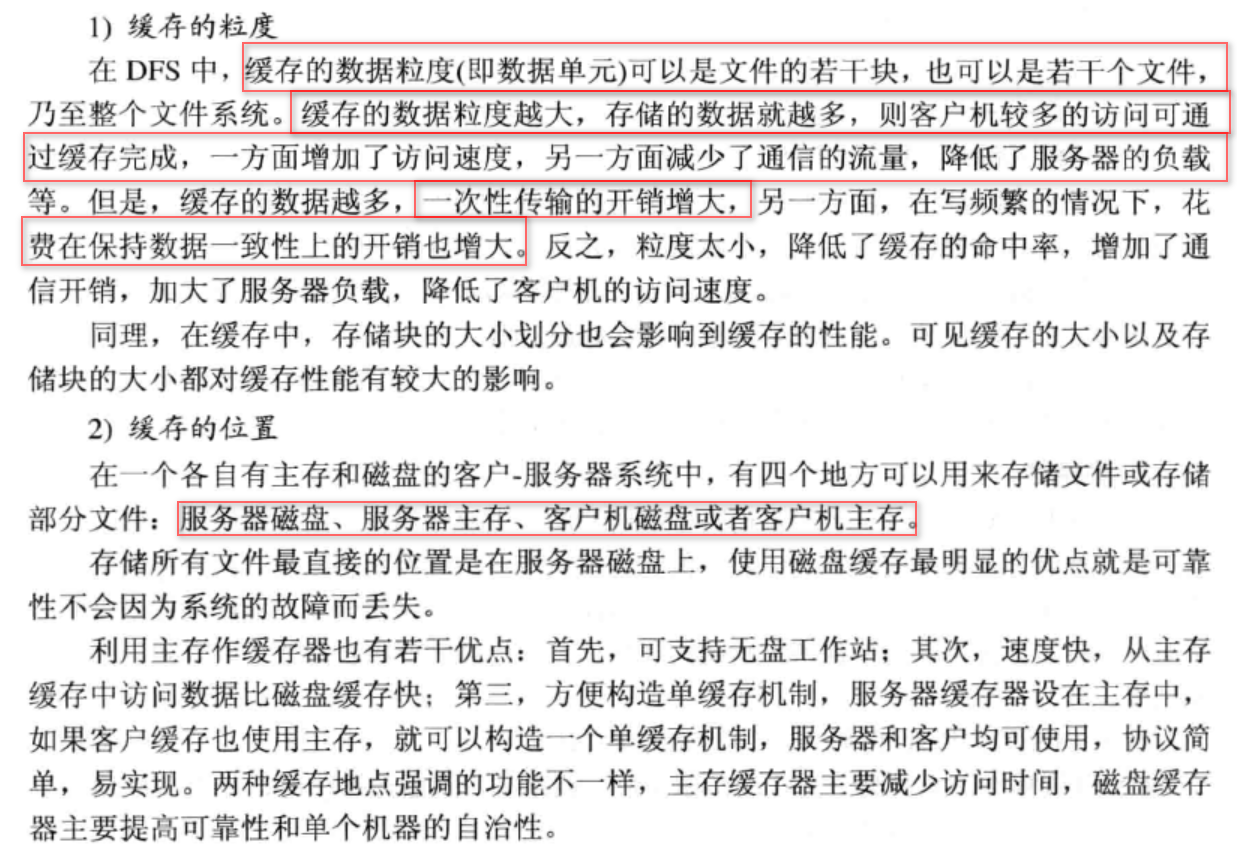 1) 缓存的粒度
在 DFS 中，缓存的数据粒度(即数据单元)可以是文件的若干块，也可以是若干个文件，
乃至整个文件系统。缓存的数据粒度越大，存储的数据就越多，则客户机较多的访问可通
过缓存完成，一方面增加了访问速度，另一方面减少了通信的流量，降低了服务器的负载
等。但是，缓存的数据越多，一次性传输的开销增大，另一方面，在写频繁的情况下，花
费在保持数据一致性上的开销也增大。反之，粒度太小，降低了缓存的命中率，增加了通
信开销，加大了服务器负载，降低了客户机的访问速度。
同理，在缓存中，存储块的大小划分也会影响到缓存的性能。可见缓存的大小以及存
储块的大小都对缓存性能有较大的影响。
2) 缓存的位置
在一个各自有主存和磁盘的客户-服务器系统中，有四个地方可以用来存储文件或存储
部分文件：服务器磁盘、服务器主存、客户机磁盘或者客户机主存。
存储所有文件最直接的位置是在服务器磁盘上，使用磁盘缓存最明显的优点就是可靠
性不会因为系统的故障而丢失。
利用主存作缓存器也有若干优点：首先，可支持无盘工作站；其次，速度快，从主存
缓存中访问数据比磁盘缓存快；第三，方便构造单缓存机制，服务器缓存器设在主存中，
如果客户缓存也使用主存，就可以构造一个单缓存机制，服务器和客户均可使用，协议简
单，易实现。两种缓存地点强调的功能不一样，主存缓存器主要减少访问时间，磁盘缓存
器主要提高可靠性和单个机器的自治性。